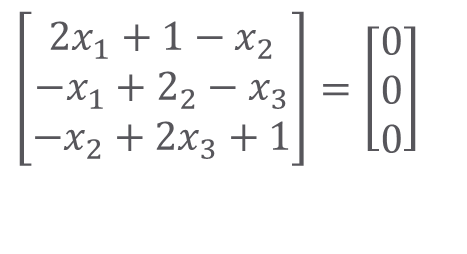 [2x₁ + 1 − x₂] [0]
[−x₁ + 2₂ − x₃] = [0]
[−x₂ + 2x₃ + 1] [0]